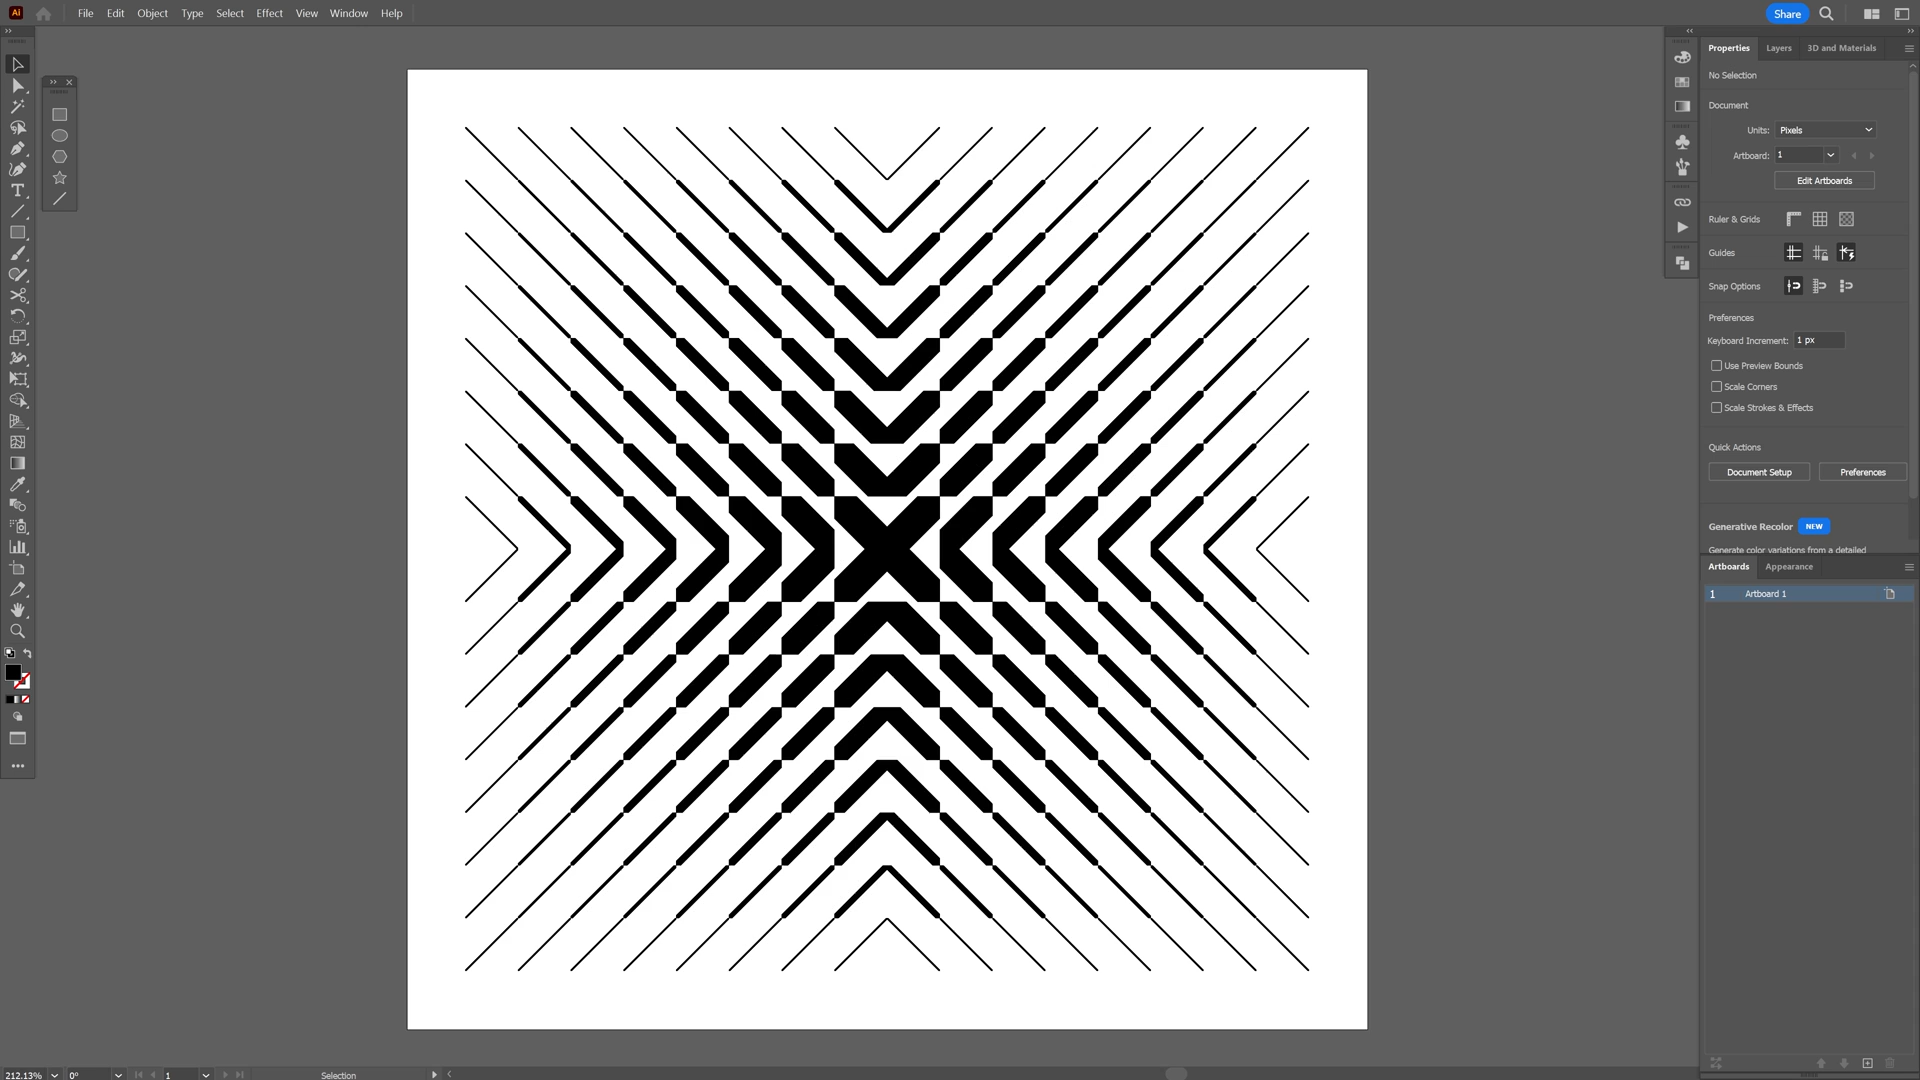 Ai File Edit Object Type Select Effect View Window Help Share
Properties Layers 3D and Materials
No Selection
Document
Units: Pixels
Artboard: 1
Edit Artboards
Ruler & Grids
Guides
Snap Options
Preferences
Keyboard Increment: 1 px
Use Preview Bounds
Scale Corners
Scale Strokes & Effects
Quick Actions
Document Setup Preferences
Generative Recolor NEW
Generate color variations from a detailed
Artboards Appearance
1 Artboard 1
212.13% 0° 1 Selection